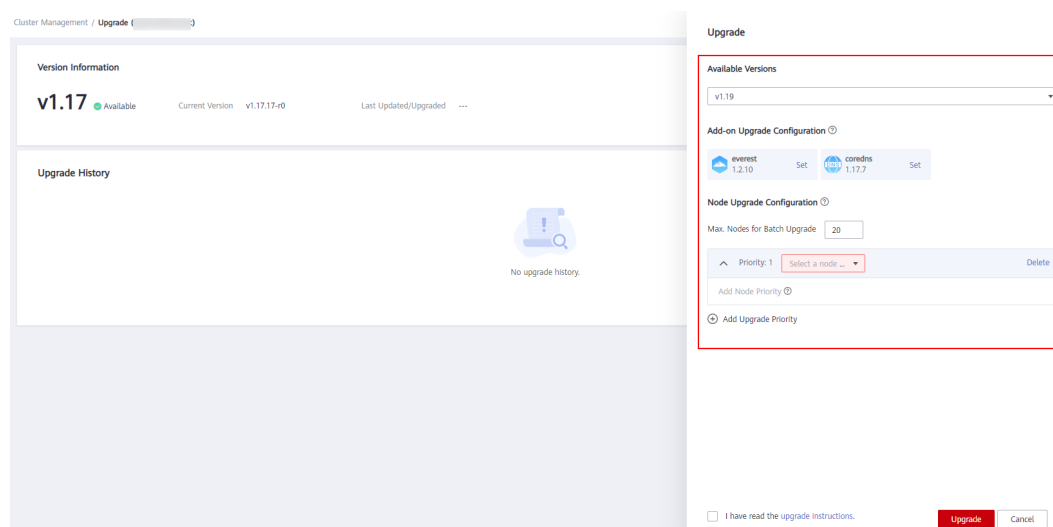 Cluster Management / Upgrade (
Version Information
v1.17 Available Current Version v1.17.17-r0 Last Updated/Upgraded ---
Upgrade History
No upgrade history.
Upgrade
Available Versions
v1.19
Add-on Upgrade Configuration ?
everest
1.2.10
Set
coredns
1.17.7
Set
Node Upgrade Configuration ?
Max. Nodes for Batch Upgrade 20
Priority: 1 Select a node ... Delete
Add Node Priority ?
Add Upgrade Priority
I have read the upgrade instructions.
Upgrade Cancel